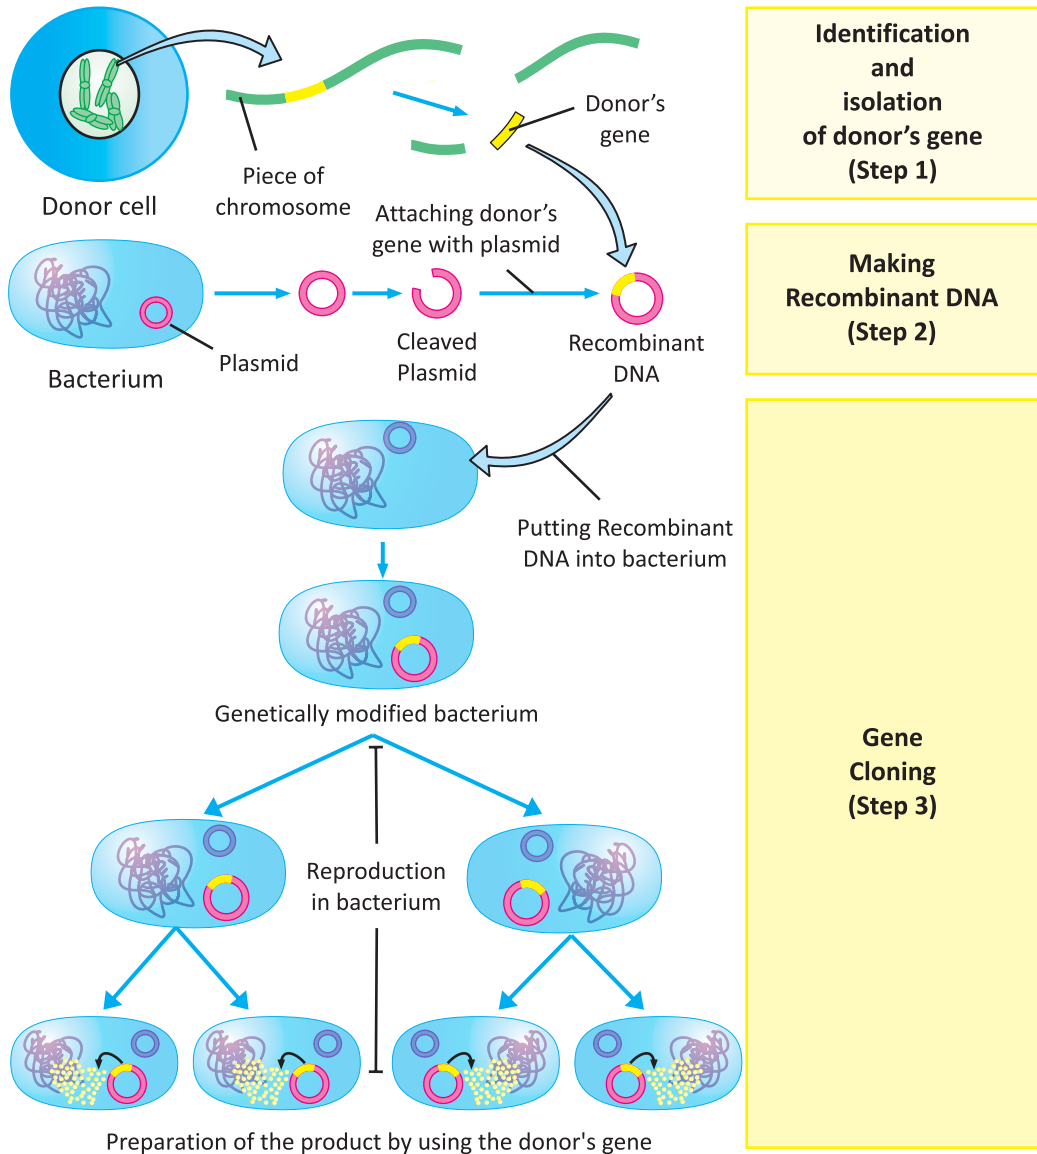 Identification
and
isolation
of donor's gene
(Step 1)
Donor's
gene
Piece of
chromosome
Donor cell
Attaching donor's
gene with plasmid
Making
Recombinant DNA
(Step 2)
Plasmid
Bacterium
Cleaved
Plasmid
Recombinant
DNA
Putting Recombinant
DNA into bacterium
Genetically modified bacterium
Gene
Cloning
(Step 3)
Reproduction
in bacterium
Preparation of the product by using the donor's gene